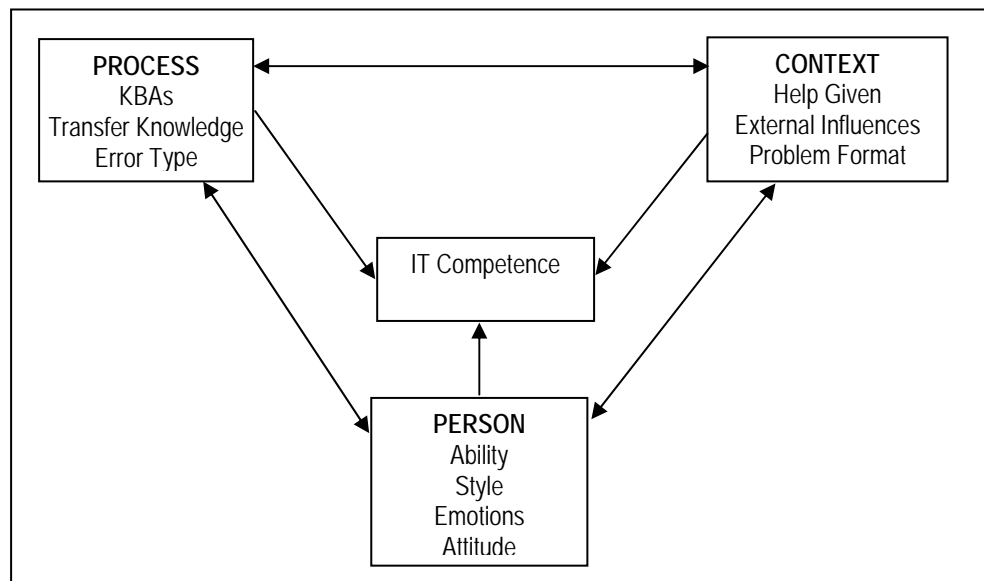 PROCESS
KBAs
Transfer Knowledge
Error Type
CONTEXT
Help Given
External Influences
Problem Format
IT Competence
PERSON
Ability
Style
Emotions
Attitude